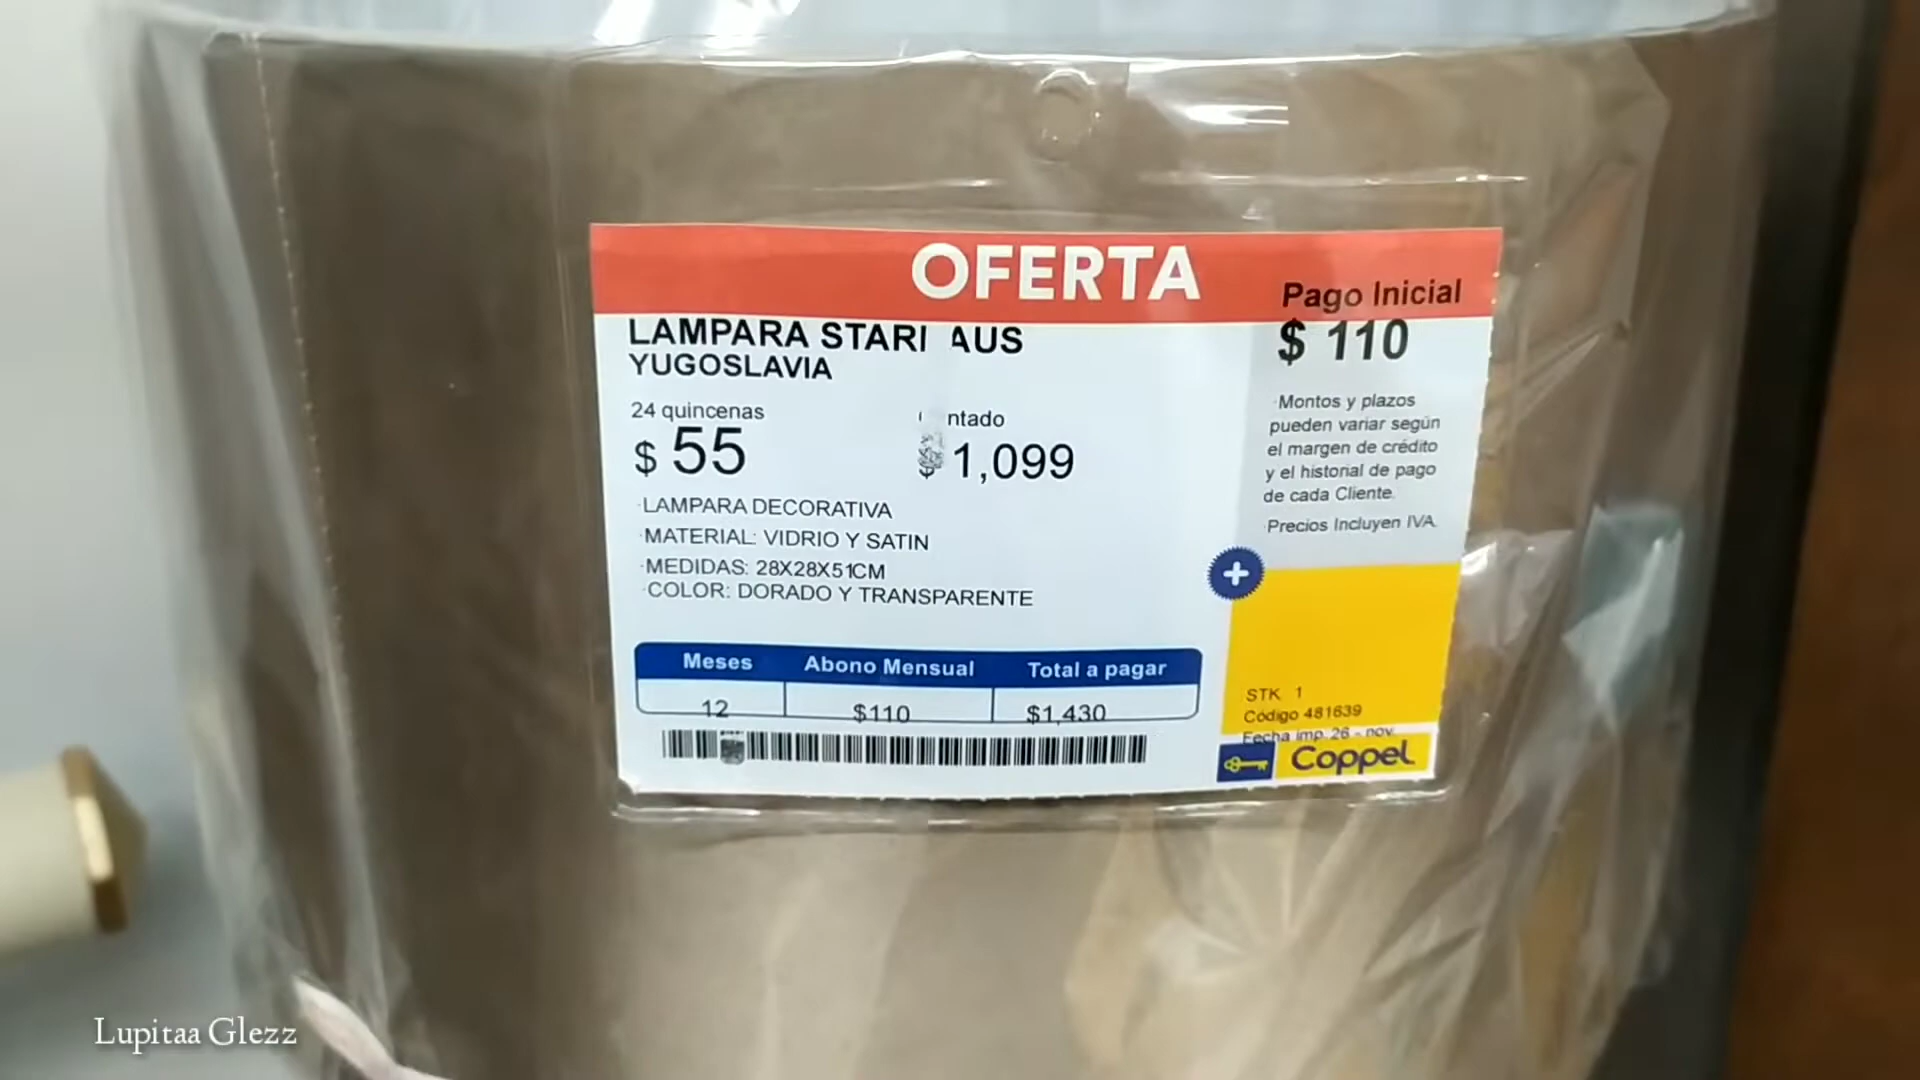 OFERTA
LAMPARA STAR AUS
YUGOSLAVIA
24 quincenas
$ 55
ntado
$ 1,099
·LAMPARA DECORATIVA
·MATERIAL: VIDRIO Y SATIN
·MEDIDAS: 28X28X51CM
·COLOR: DORADO Y TRANSPARENTE
Meses Abono Mensual Total a pagar
12 $110 $1,430
Pago Inicial
$ 110
·Montos y plazos
pueden variar según
el margen de crédito
y el historial de pago
de cada Cliente.
·Precios Incluyen IVA.
+
STK 1
Código 481639
Fecha imp. 26 - nov.
Coppel
Lupitaa Glezz